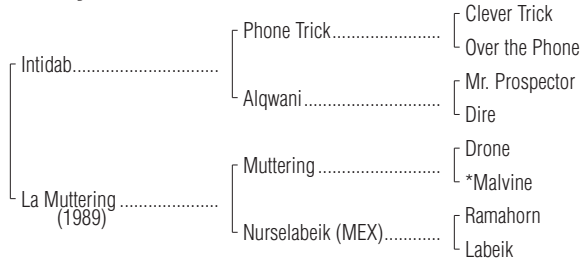 Clever Trick
Phone Trick
Over the Phone
Intidab
Mr. Prospector
Alqwani
Dire
Drone
Muttering
*Malvine
La Muttering
(1989)
Ramahorn
Nurselabeik (MEX)
Labeik